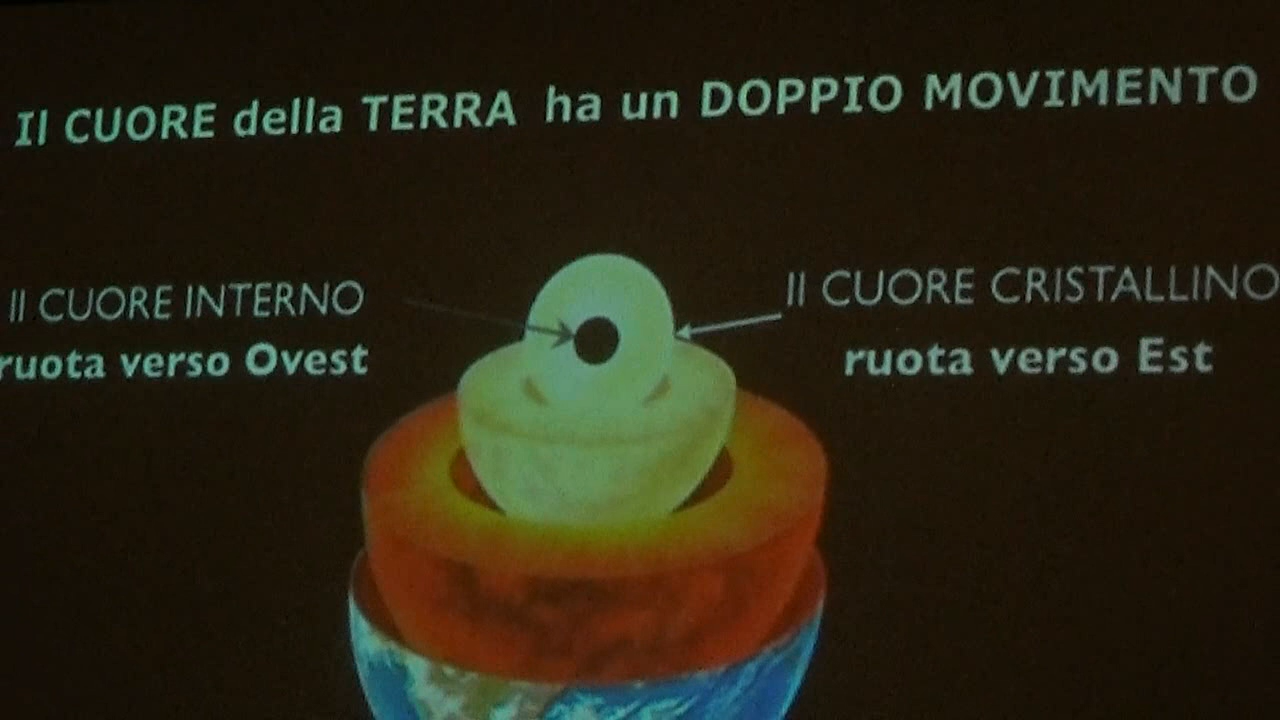 Il CUORE della TERRA ha un DOPPIO MOVIMENTO
Il CUORE INTERNO
ruota verso Ovest
Il CUORE CRISTALLINO
ruota verso Est